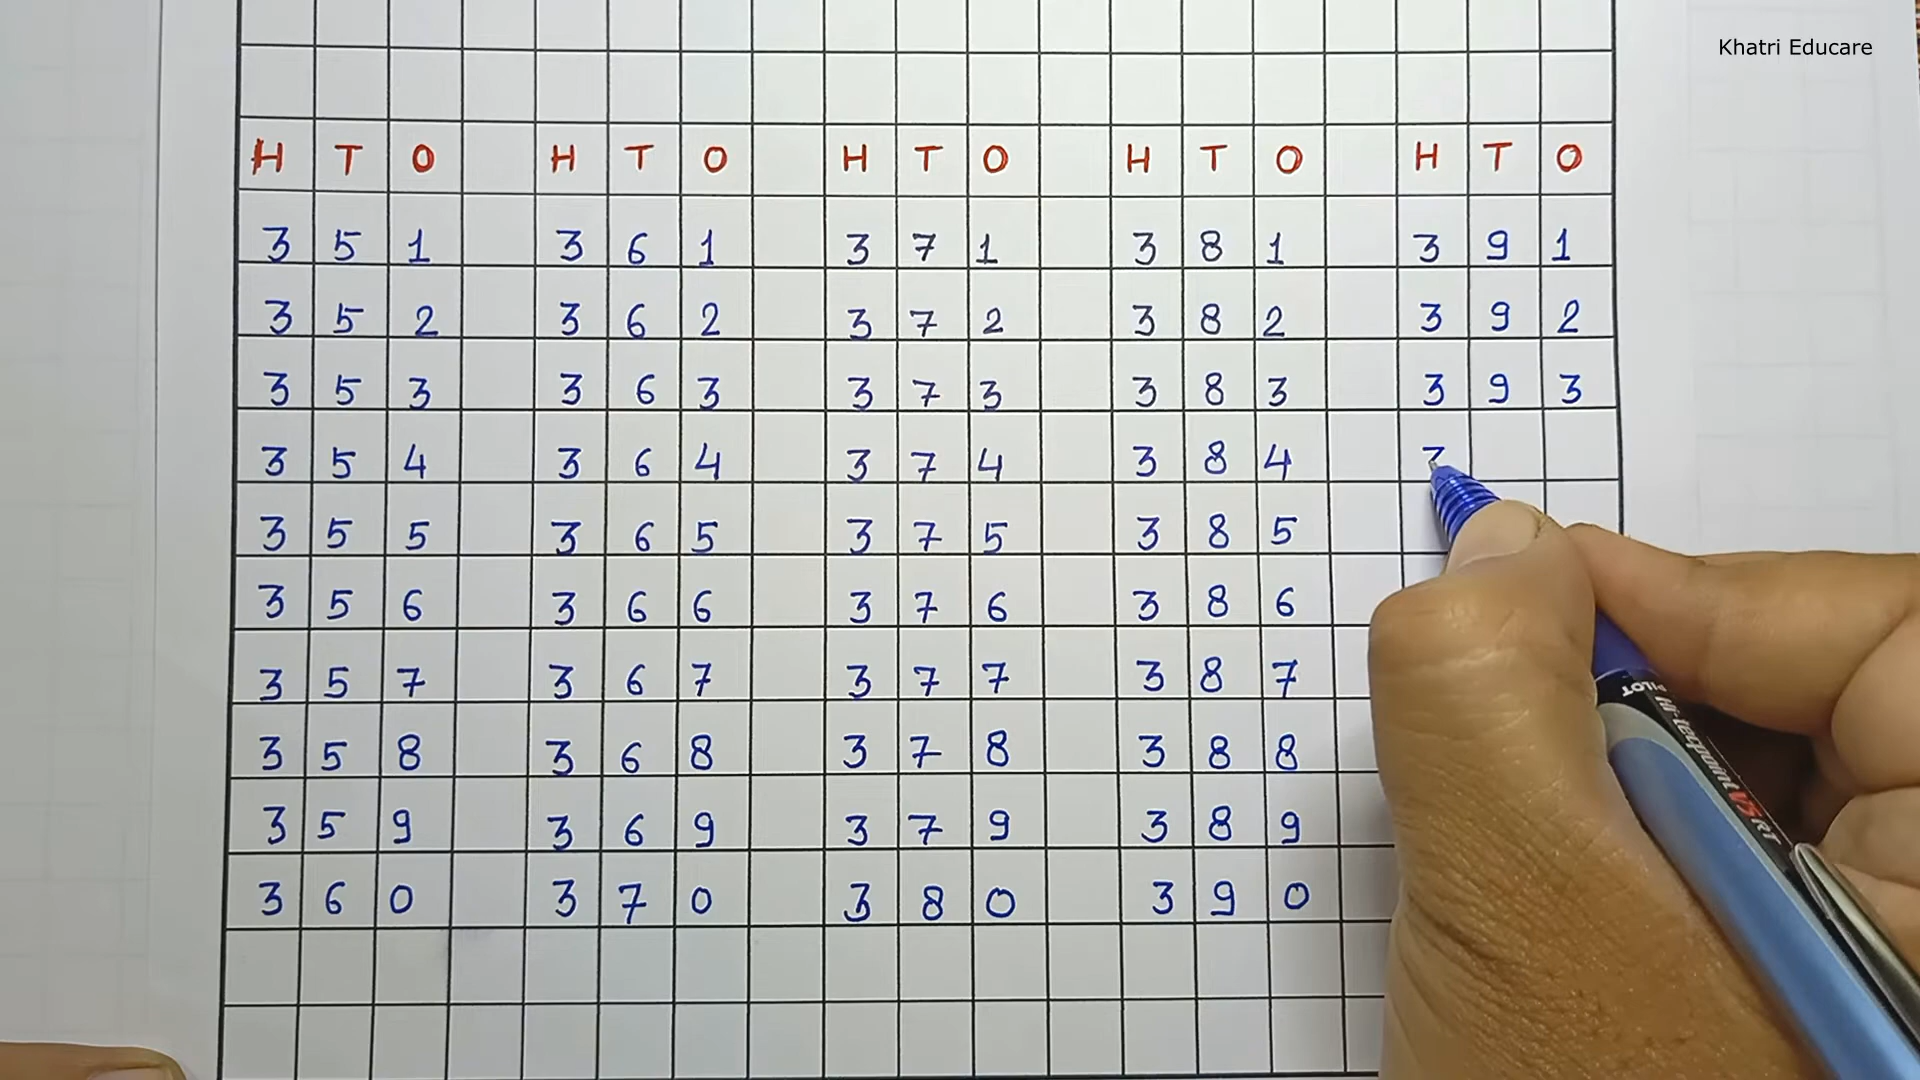 Khatri Educare
H T O H T O H T O H T O H T O
3 5 1 3 6 1 3 7 1 3 8 1 3 9 1
3 5 2 3 6 2 3 7 2 3 8 2 3 9 2
3 5 3 3 6 3 3 7 3 3 8 3 3 9 3
3 5 4 3 6 4 3 7 4 3 8 4 3
3 5 5 3 6 5 3 7 5 3 8 5
3 5 6 3 6 6 3 7 6 3 8 6
3 5 7 3 6 7 3 7 7 3 8 7
3 5 8 3 6 8 3 7 8 3 8 8
3 5 9 3 6 9 3 7 9 3 8 9
3 6 0 3 7 0 3 8 0 3 9 0
PILOT
Hi-tecpoint V5 RT